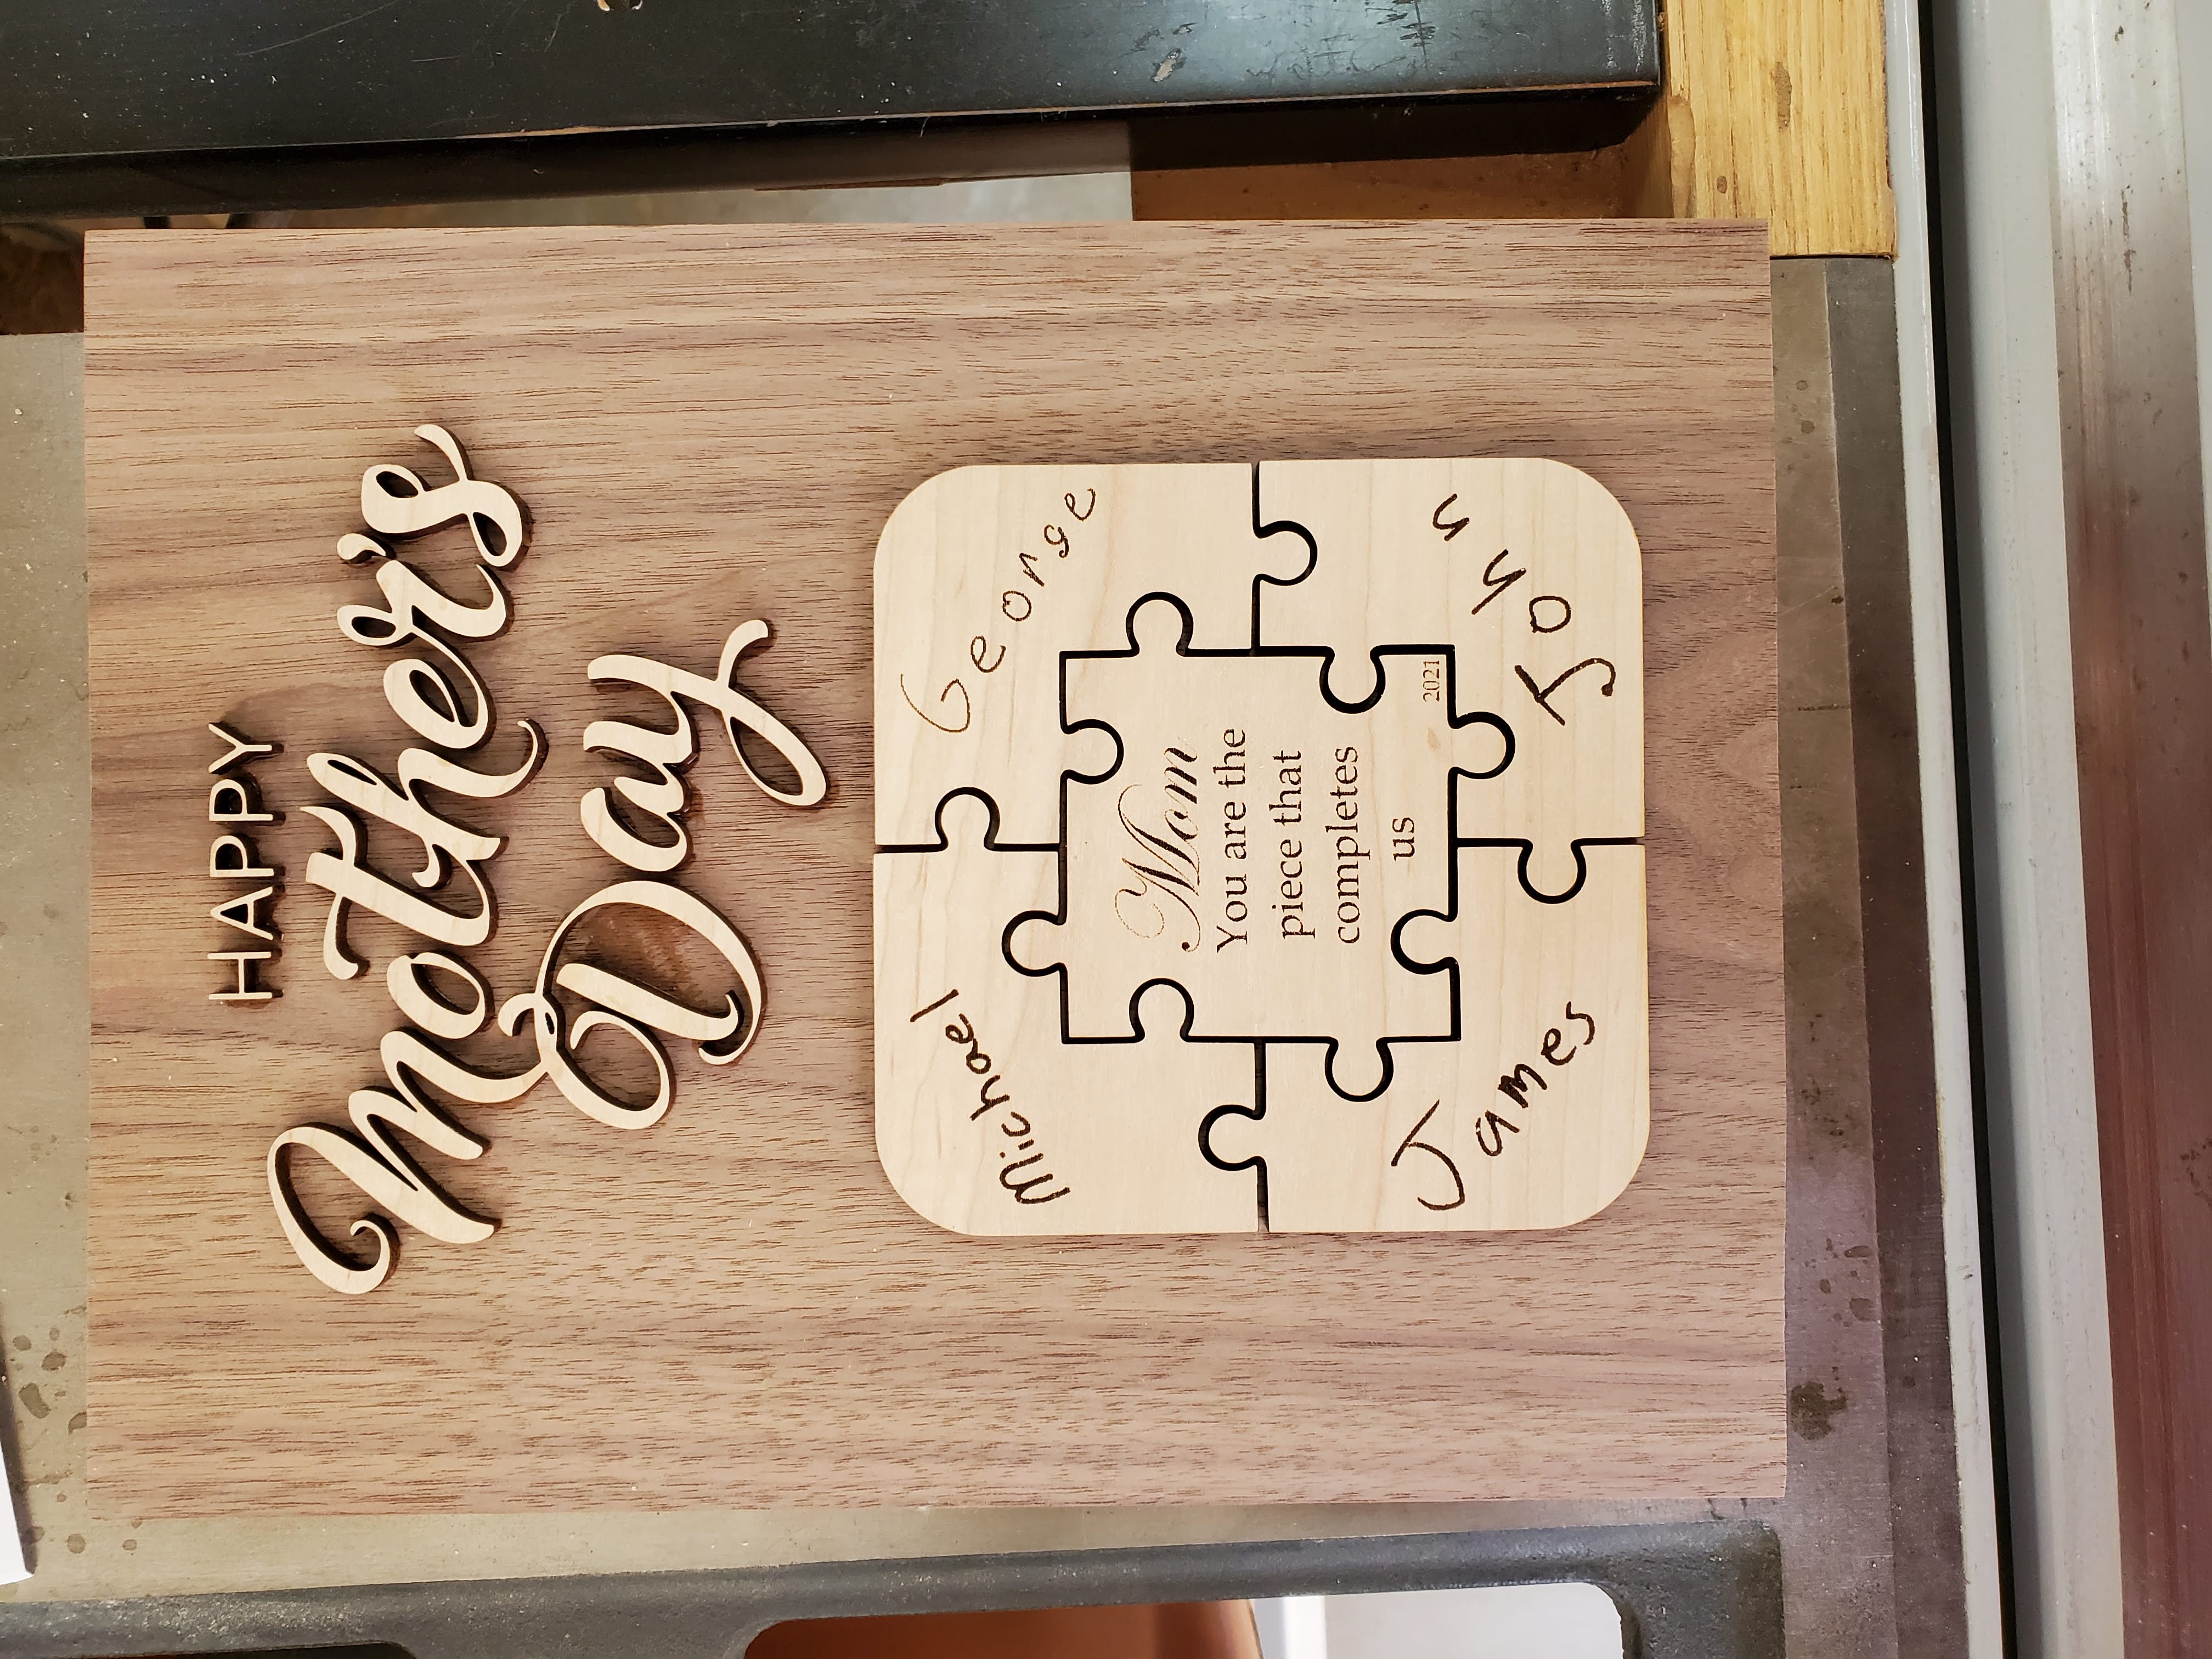 HAPPY
Mother's
Day
Michael
George
Mom
You are the
piece that
completes
us
2021
James
John